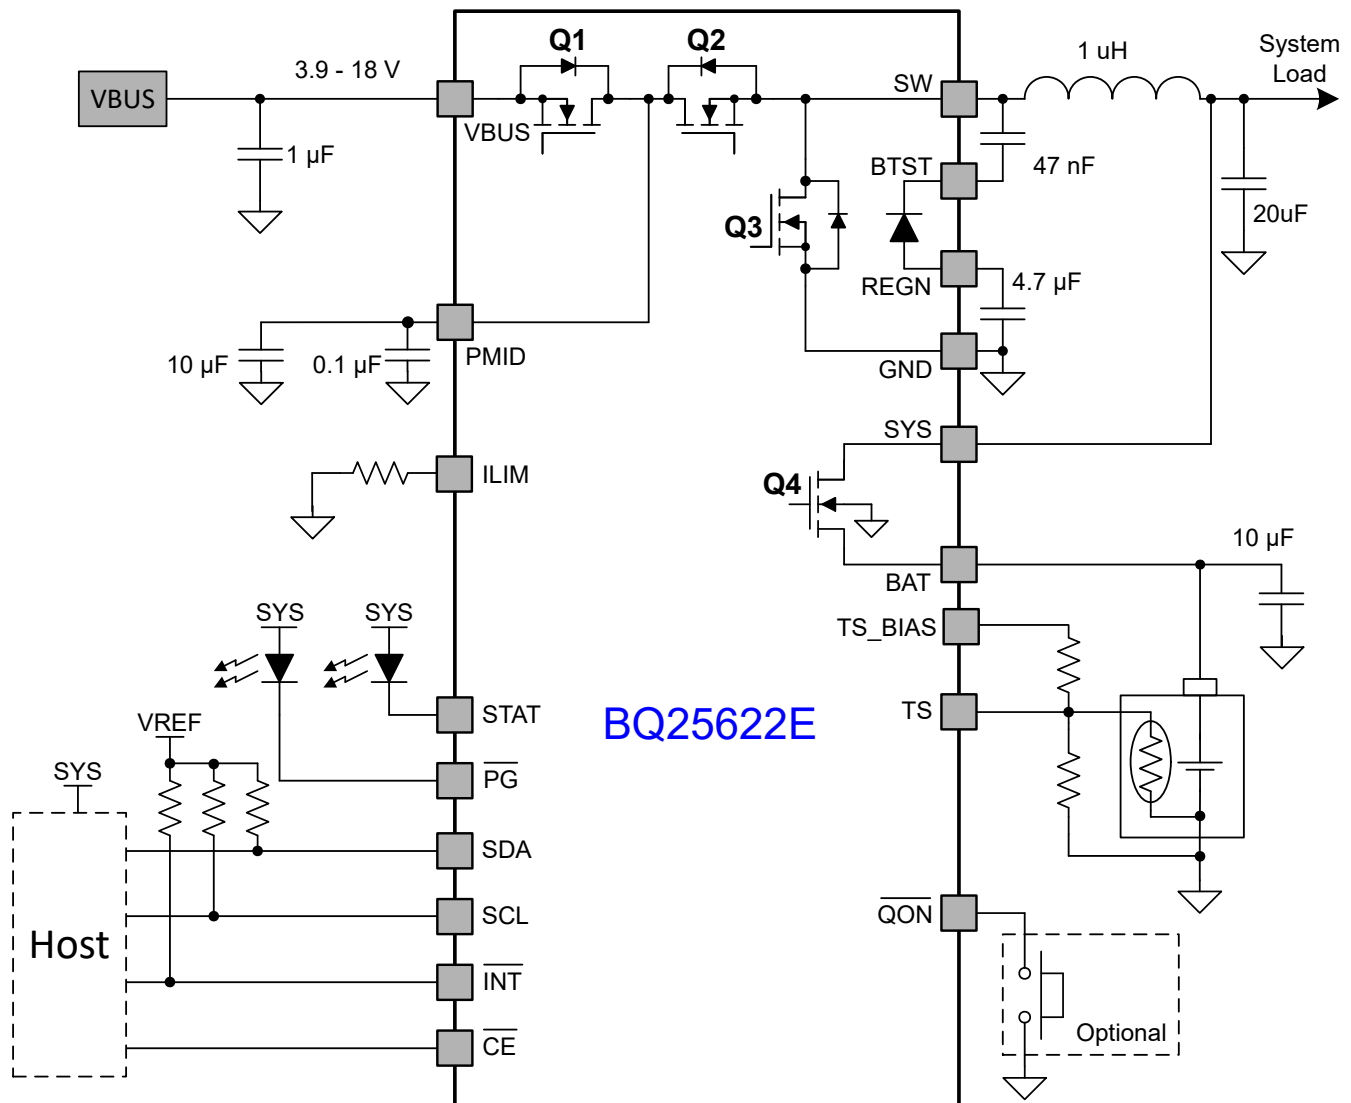 Q1
Q2
3.9 - 18 V
1 uH
System
Load
VBUS
SW
VBUS
1 µF
BTST
47 nF
20uF
Q3
REGN
4.7 µF
10 µF
0.1 µF
PMID
GND
SYS
ILIM
Q4
10 µF
BAT
SYS
SYS
TS_BIAS
STAT
BQ25622E
TS
VREF
SYS
PG
SDA
SCL
QON
Host
INT
CE
Optional